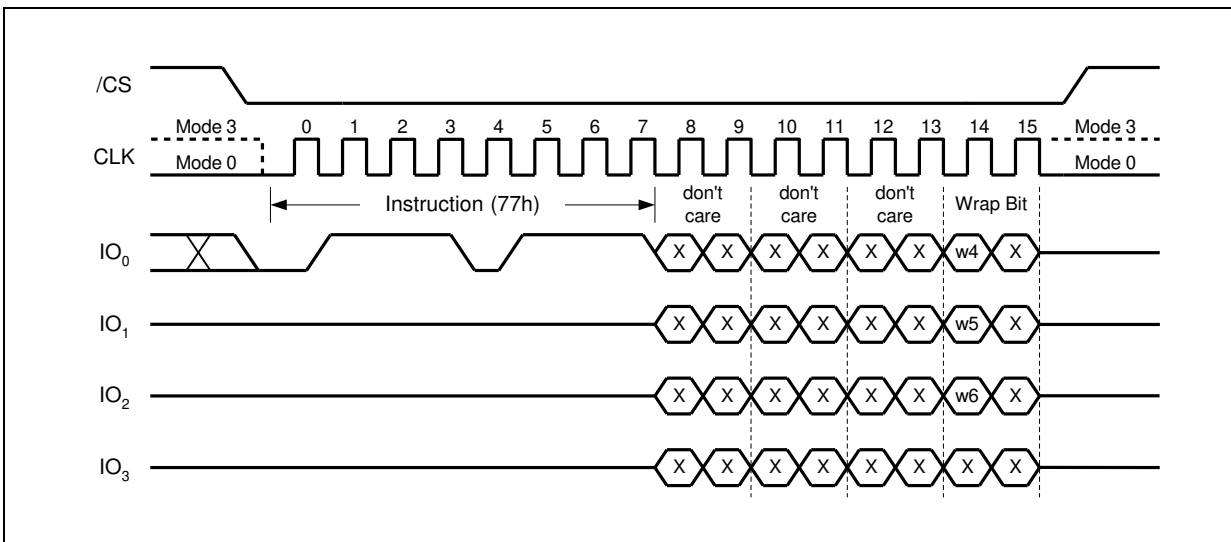 /CS
Mode 3 0 1 2 3 4 5 6 7 8 9 10 11 12 13 14 15 Mode 3
CLK Mode 0 Mode 0
Instruction (77h) don't care don't care don't care Wrap Bit
IO0 X X X X X X w4 X
IO1 X X X X X X w5 X
IO2 X X X X X X w6 X
IO3 X X X X X X X X